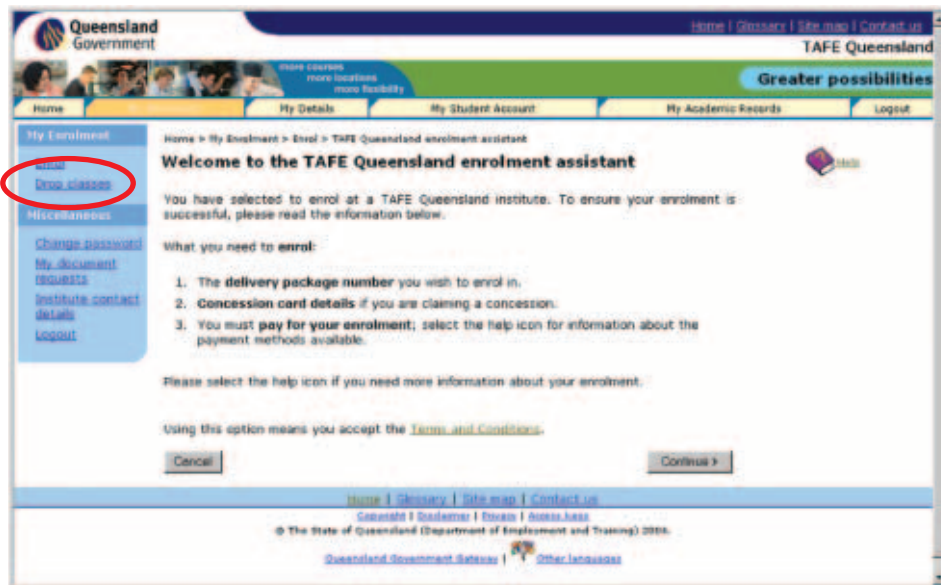 Queensland
Government
Home | Glossary | Site map | Contact us
TAFE Queensland
more courses
more locations
more flexibility
Greater possibilities
Home
My Details
My Student Account
My Academic Records
Logout
My Enrolment
Enrol
Drop classes
Miscellaneous
Change password
My document
requests
Institute contact
details
Logout
Home > My Enrolment > Enrol > TAFE Queensland enrolment assistant
Welcome to the TAFE Queensland enrolment assistant
Help
You have selected to enrol at a TAFE Queensland institute. To ensure your enrolment is
successful, please read the information below.
What you need to enrol:
1. The delivery package number you wish to enrol in.
2. Concession card details if you are claiming a concession.
3. You must pay for your enrolment; select the help icon for information about the
payment methods available.
Please select the help icon if you need more information about your enrolment.
Using this option means you accept the Terms and Conditions.
Cancel
Continue >
Home | Glossary | Site map | Contact us
Copyright | Disclaimer | Privacy | Access keys
© The State of Queensland (Department of Employment and Training)
Queensland Government Gateway | Other languages